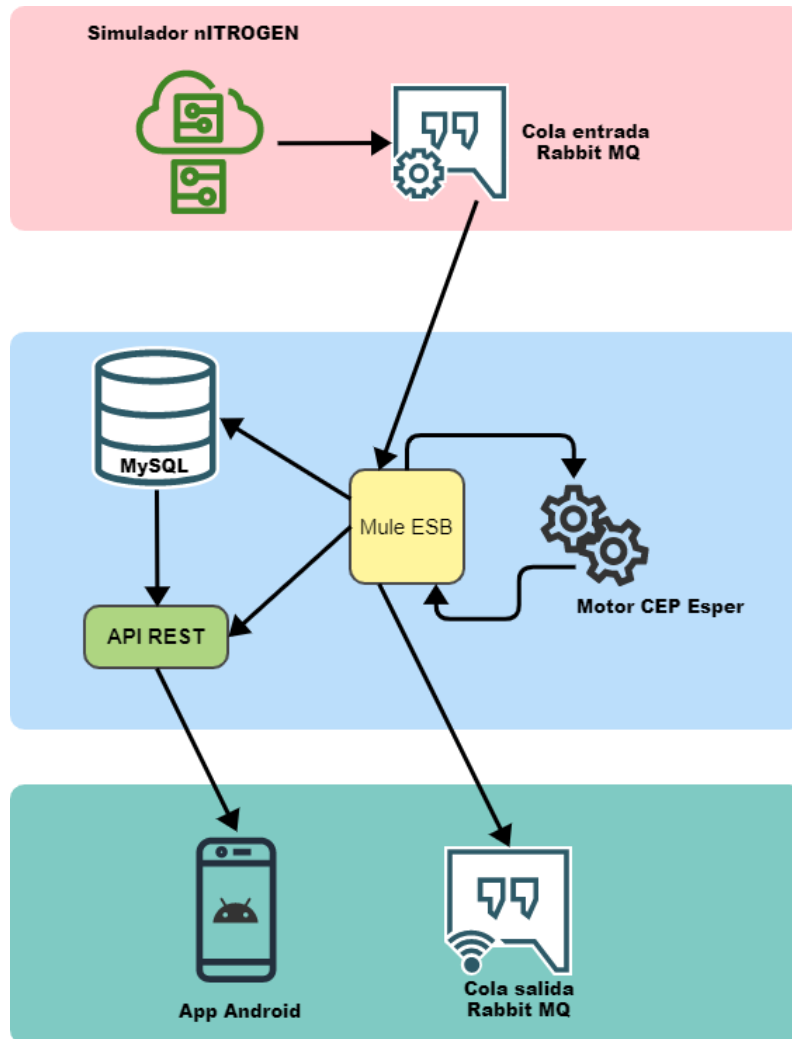 Simulador nITROGEN
Cola entrada
Rabbit MQ
MySQL
Mule ESB
Motor CEP Esper
API REST
App Android
Cola salida
Rabbit MQ